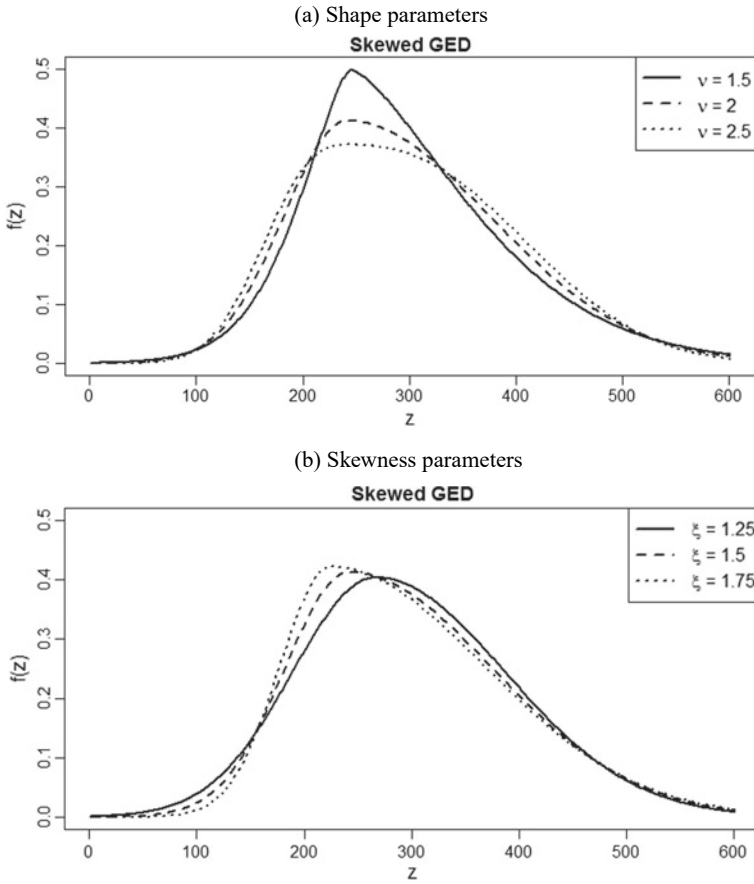 (a) Shape parameters
Skewed GED
ν = 1.5
ν = 2
ν = 2.5
f(z)
0.5
0.4
0.3
0.2
0.1
0.0
0 100 200 300 400 500 600
z
(b) Skewness parameters
Skewed GED
ξ = 1.25
ξ = 1.5
ξ = 1.75
f(z)
0.5
0.4
0.3
0.2
0.1
0.0
0 100 200 300 400 500 600
z